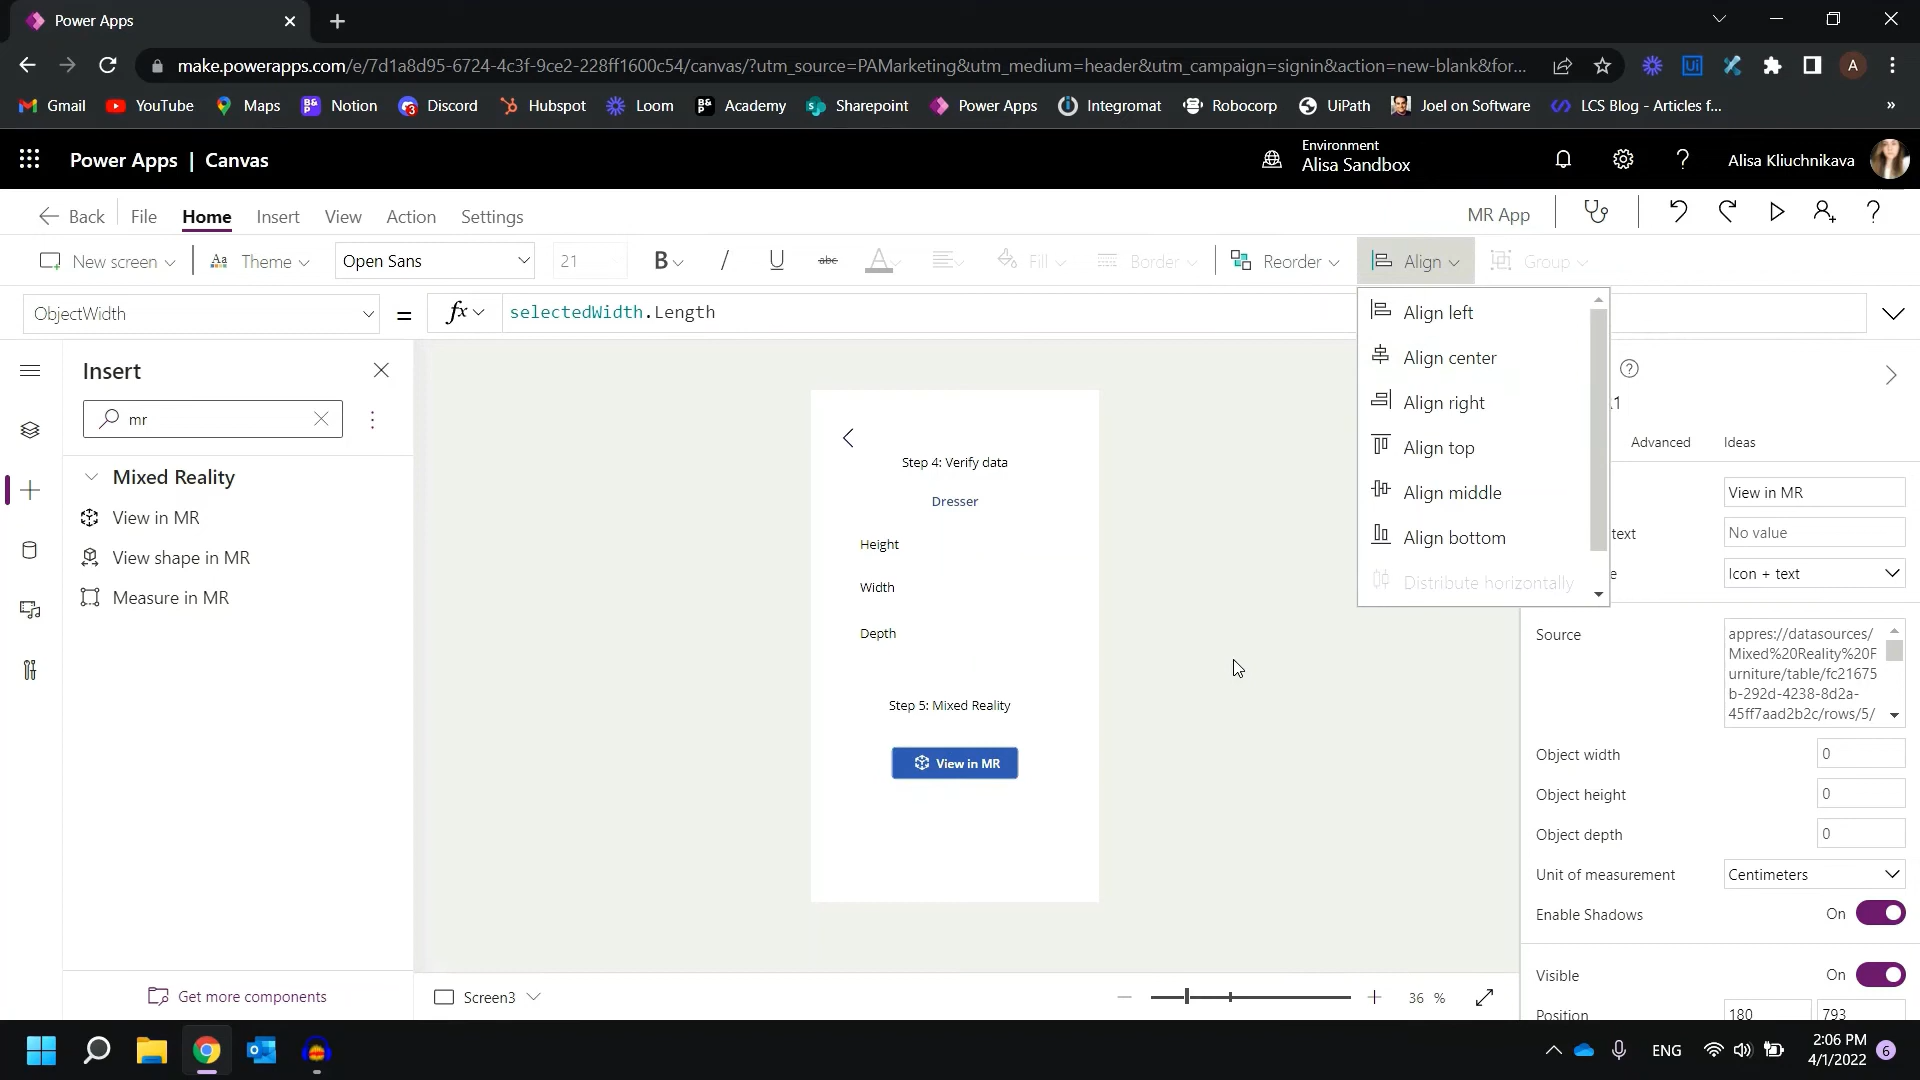 Power Apps
make.powerapps.com/e/7d1a8d95-6724-4c3f-9ce2-228ff1600c54/canvas/?utm_source=PAMarketing&utm_medium=header&utm_campaign=signin&action=new-blank&for...
A
Gmail YouTube Maps Notion Discord Hubspot Loom Academy Sharepoint Power Apps Integromat Robocorp UiPath Joel on Software LCS Blog - Articles f... »
Power Apps | Canvas
Environment
Alisa Sandbox
Alisa Kliuchnikava
Back File Home Insert View Action Settings
MR App
New screen Theme Open Sans 21 B / U abc A Fill Border Reorder Align Group
ObjectWidth = fx selectedWidth.Length
Insert
mr
Mixed Reality
View in MR
View shape in MR
Measure in MR
Get more components
Step 4: Verify data
Dresser
Height
Width
Depth
Step 5: Mixed Reality
View in MR
Align left
Align center
Align right
Align top
Align middle
Align bottom
Distribute horizontally
1
Advanced Ideas
View in MR
text No value
e Icon + text
Source
appres://datasources/
Mixed%20Reality%20F
urniture/table/fc21675
b-292d-4238-8d2a-
45ff7aad2b2c/rows/5/
Object width 0
Object height 0
Object depth 0
Unit of measurement Centimeters
Enable Shadows On
Visible On
Position 180 793
Screen3
36 %
ENG
2:06 PM
4/1/2022
6